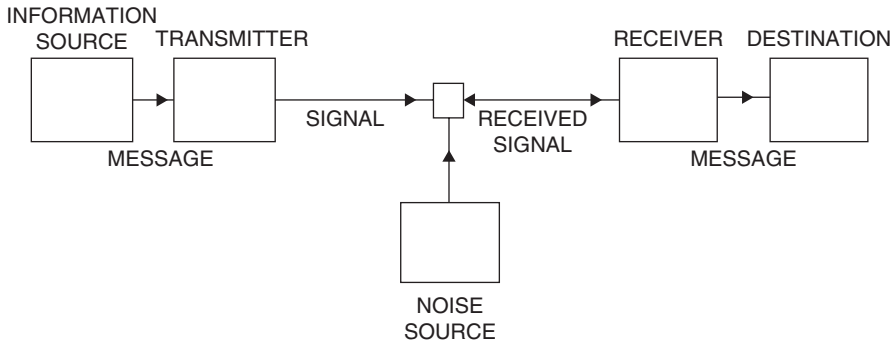 INFORMATION
SOURCE
TRANSMITTER
RECEIVER
DESTINATION
SIGNAL
RECEIVED
SIGNAL
MESSAGE
MESSAGE
NOISE
SOURCE